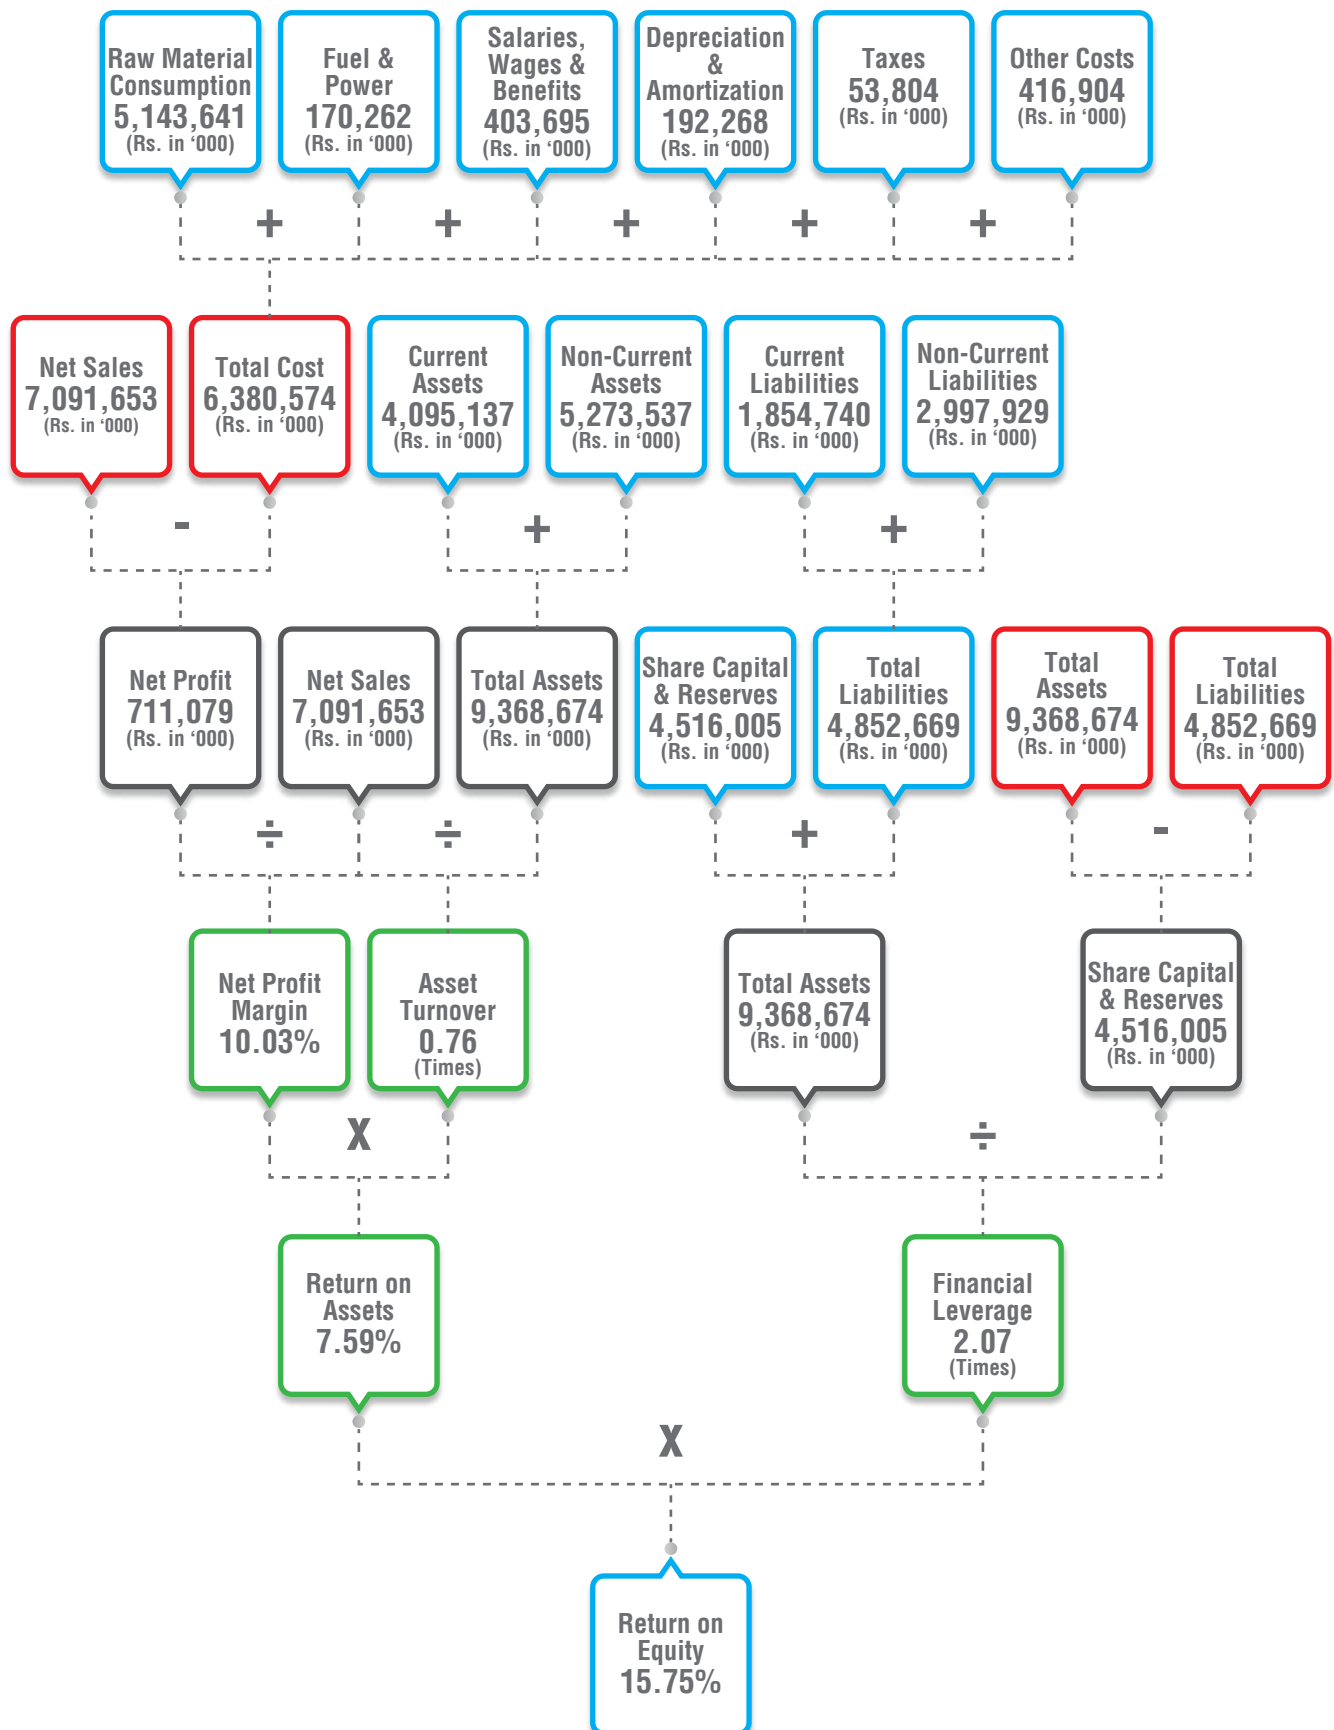 Raw Material
Consumption
5,143,641
(Rs. in ‘000)
Fuel &
Power
170,262
(Rs. in ‘000)
Salaries,
Wages &
Benefits
403,695
(Rs. in ‘000)
Depreciation
&
Amortization
192,268
(Rs. in ‘000)
Taxes
53,804
(Rs. in ‘000)
Other Costs
416,904
(Rs. in ‘000)
+ + + + +
Net Sales
7,091,653
(Rs. in ‘000)
Total Cost
6,380,574
(Rs. in ‘000)
Current
Assets
4,095,137
(Rs. in ‘000)
Non-Current
Assets
5,273,537
(Rs. in ‘000)
Current
Liabilities
1,854,740
(Rs. in ‘000)
Non-Current
Liabilities
2,997,929
(Rs. in ‘000)
- + +
Net Profit
711,079
(Rs. in ‘000)
Net Sales
7,091,653
(Rs. in ‘000)
Total Assets
9,368,674
(Rs. in ‘000)
Share Capital
& Reserves
4,516,005
(Rs. in ‘000)
Total
Liabilities
4,852,669
(Rs. in ‘000)
Total
Assets
9,368,674
(Rs. in ‘000)
Total
Liabilities
4,852,669
(Rs. in ‘000)
÷ ÷ + -
Net Profit
Margin
10.03%
Asset
Turnover
0.76
(Times)
Total Assets
9,368,674
(Rs. in ‘000)
Share Capital
& Reserves
4,516,005
(Rs. in ‘000)
X ÷
Return on
Assets
7.59%
Financial
Leverage
2.07
(Times)
X
Return on
Equity
15.75%